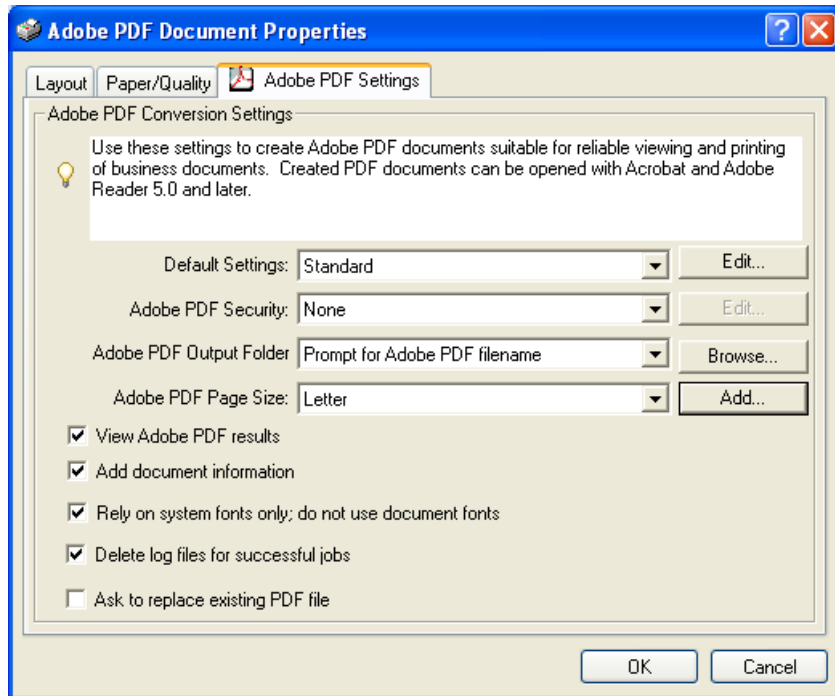 Adobe PDF Document Properties
Layout Paper/Quality Adobe PDF Settings
Adobe PDF Conversion Settings
Use these settings to create Adobe PDF documents suitable for reliable viewing and printing
of business documents. Created PDF documents can be opened with Acrobat and Adobe
Reader 5.0 and later.
Default Settings: Standard Edit...
Adobe PDF Security: None Edit...
Adobe PDF Output Folder Prompt for Adobe PDF filename Browse...
Adobe PDF Page Size: Letter Add...
View Adobe PDF results
Add document information
Rely on system fonts only; do not use document fonts
Delete log files for successful jobs
Ask to replace existing PDF file
OK Cancel